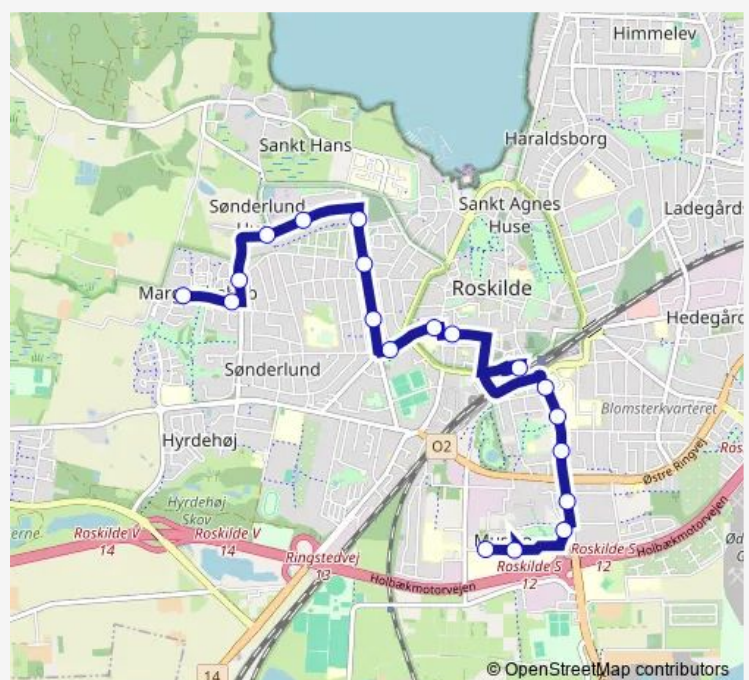 Himmelev
Haraldsborg
Sankt Hans
Sønderlund
Sankt Agnes
Huse
Ladegårds
Roskilde
Hedegård
Sønderlund
Blomsterkvarteret
Hyrdehøj
O2
Østre Ringvej
Hyrdehøj
Skov
Roskilde V
14
Roskilde V
14
Ringstedvej
13
Roskilde S
12
Roskilde S
12
Holbækmotorvejen
Holbækmotorvejen
14
© OpenStreetMap contributors